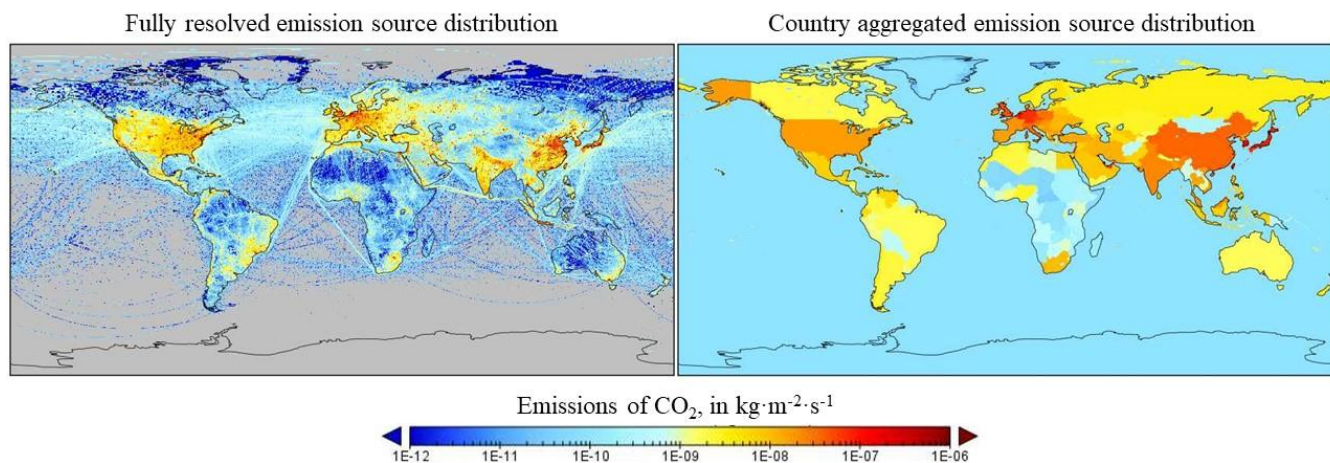 Fully resolved emission source distribution
Country aggregated emission source distribution
Emissions of CO₂, in kg·m⁻²·s⁻¹
1E-12 1E-11 1E-10 1E-09 1E-08 1E-07 1E-06